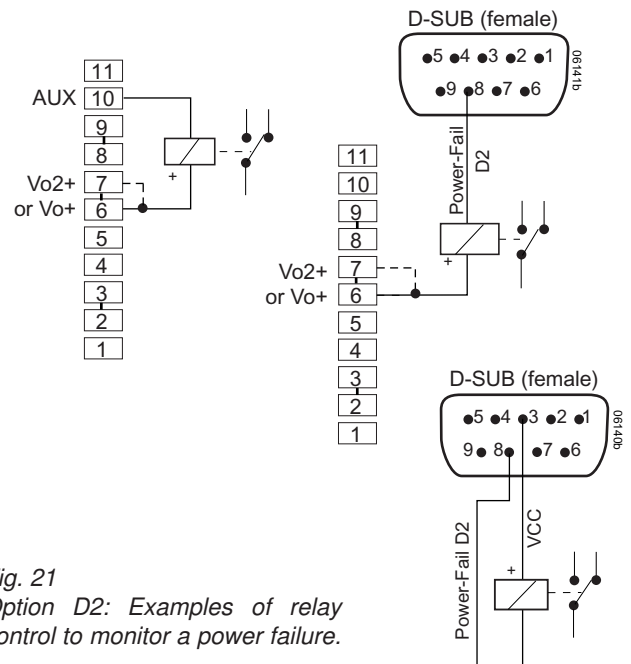 D-SUB (female)
5 4 3 2 1
9 8 7 6
06141b
Power-Fail
D2
11
AUX 10
9
8
Vo2+ 7
or Vo+ 6
5
4
3
2
1
+
11
10
9
8
Vo2+ 7
or Vo+ 6
5
4
3
2
1
+
D-SUB (female)
5 4 3 2 1
9 8 7 6
06140b
Power-Fail D2
VCC
+
ig. 21
ption D2: Examples of relay
ontrol to monitor a power failure.